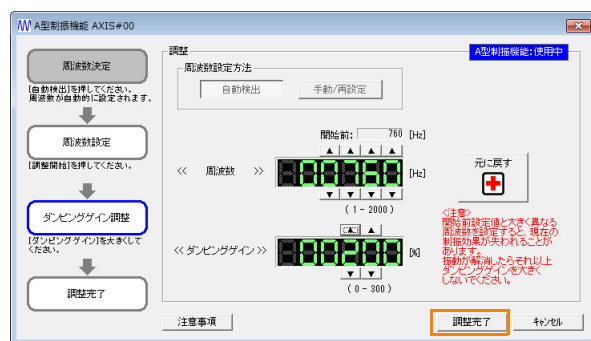 A型制振機能 AXIS#00
周波数決定
[自動検出]を押してください。
周波数が自動的に設定されます。
周波数設定
[調整開始]を押してください。
ダンピングゲイン調整
[ダンピングゲイン]を大きくして
ください。
調整完了
調整
A型制振機能:使用中
周波数設定方法
自動検出
手動/再設定
開始前: 760 [Hz]
<< 周波数 >> 00760 [Hz]
(1 - 2000)
<< ダンピングゲイン >> 00200 [%]
(0 - 300)
元に戻す
<注意>
開始前設定値と大きく異なる
周波数を設定すると、現在の
制振効果が失われることが
あります。
振動が解消したらそれ以上
ダンピングゲインを大きく
しないでください。
注意事項
調整完了
キャンセル